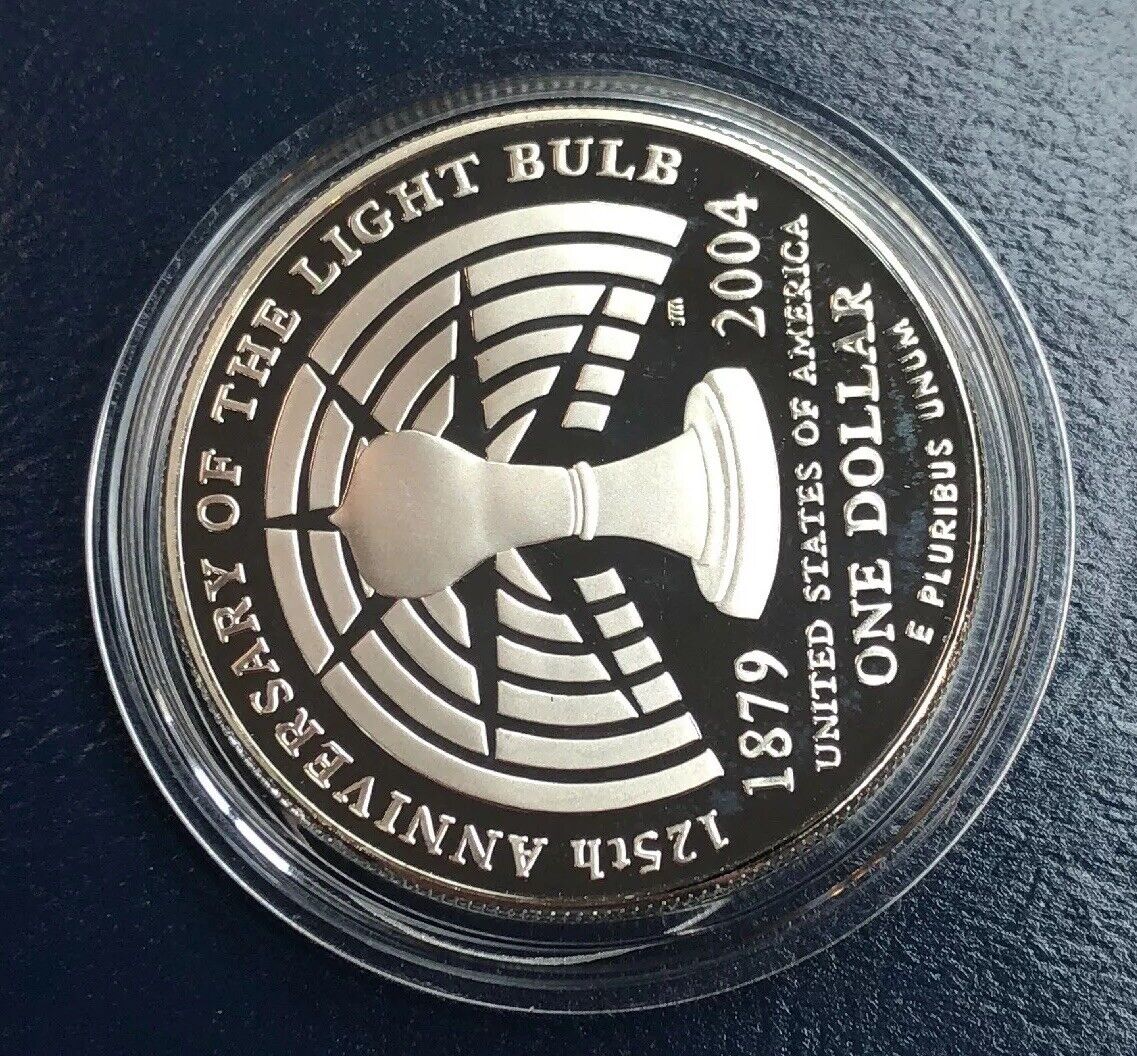 125th ANNIVERSARY OF THE LIGHT BULB
1879 2004
UNITED STATES OF AMERICA
ONE DOLLAR
E PLURIBUS UNUM